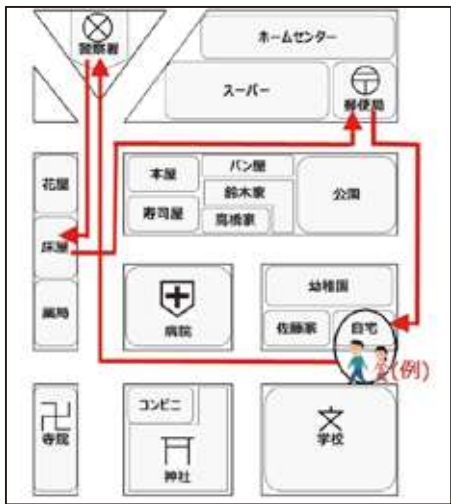 警察署
ホームセンター
スーパー
郵便局
花屋
本屋
パン屋
鈴木家
公園
寿司屋
高橋家
床屋
薬局
病院
幼稚園
佐藤家
自宅
(例)
コンビニ
寺院
神社
文
学校